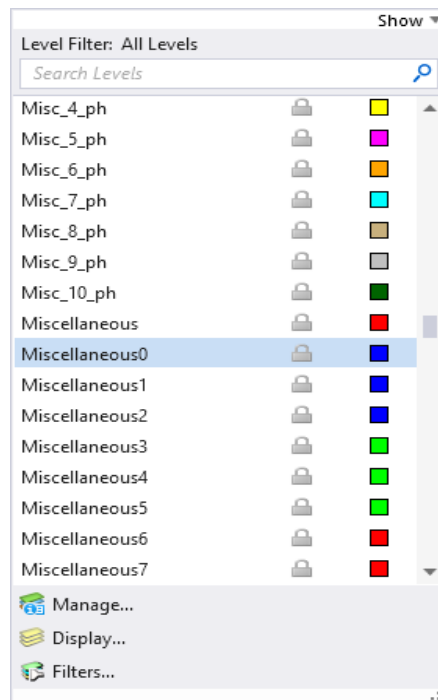 Show
Level Filter: All Levels
Search Levels
Misc_4_ph
Misc_5_ph
Misc_6_ph
Misc_7_ph
Misc_8_ph
Misc_9_ph
Misc_10_ph
Miscellaneous
Miscellaneous0
Miscellaneous1
Miscellaneous2
Miscellaneous3
Miscellaneous4
Miscellaneous5
Miscellaneous6
Miscellaneous7
Manage...
Display...
Filters...